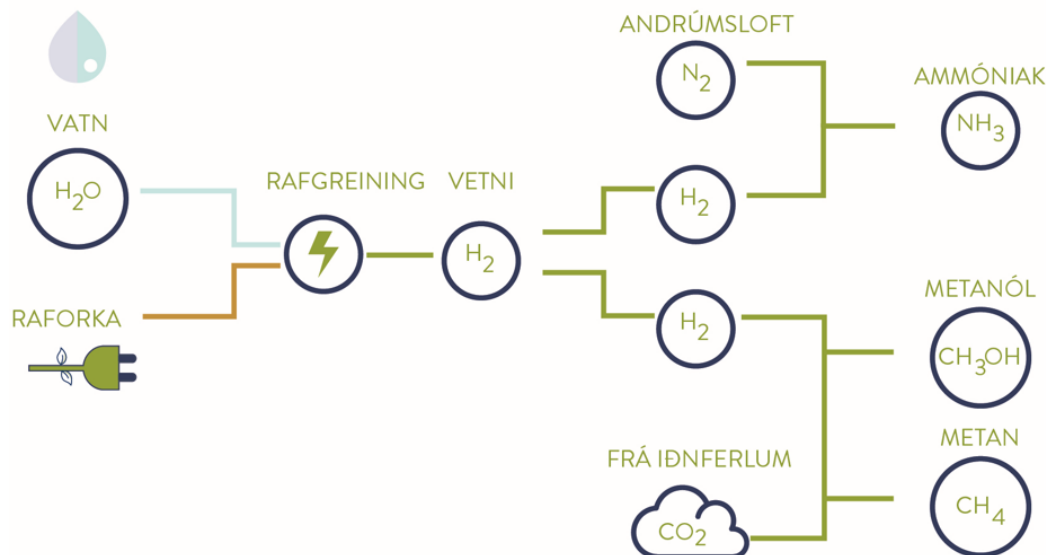 VATN
H₂O
RAFORKA
RAFGREINING
VETNI
H₂
ANDRÚMSLOFT
N₂
H₂
AMMÓNIAK
NH₃
H₂
FRÁ IÐNFERLUM
CO₂
METANÓL
CH₃OH
METAN
CH₄